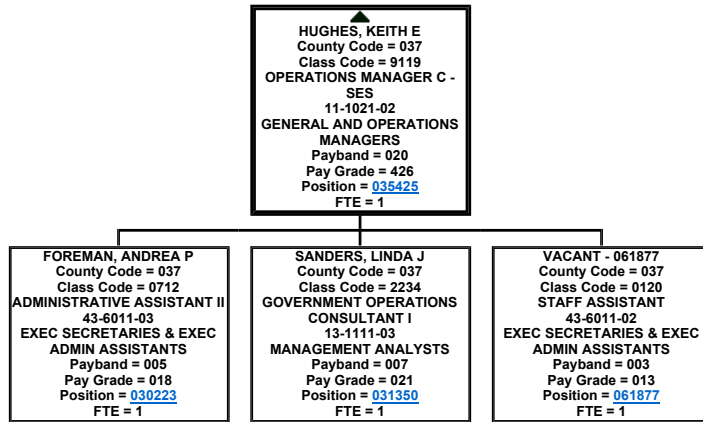 HUGHES, KEITH E
County Code = 037
Class Code = 9119
OPERATIONS MANAGER C -
SES
11-1021-02
GENERAL AND OPERATIONS
MANAGERS
Payband = 020
Pay Grade = 426
Position = 035425
FTE = 1
FOREMAN, ANDREA P
County Code = 037
Class Code = 0712
ADMINISTRATIVE ASSISTANT II
43-6011-03
EXEC SECRETARIES & EXEC
ADMIN ASSISTANTS
Payband = 005
Pay Grade = 018
Position = 030223
FTE = 1
SANDERS, LINDA J
County Code = 037
Class Code = 2234
GOVERNMENT OPERATIONS
CONSULTANT I
13-1111-03
MANAGEMENT ANALYSTS
Payband = 007
Pay Grade = 021
Position = 031350
FTE = 1
VACANT - 061877
County Code = 037
Class Code = 0120
STAFF ASSISTANT
43-6011-02
EXEC SECRETARIES & EXEC
ADMIN ASSISTANTS
Payband = 003
Pay Grade = 013
Position = 061877
FTE = 1